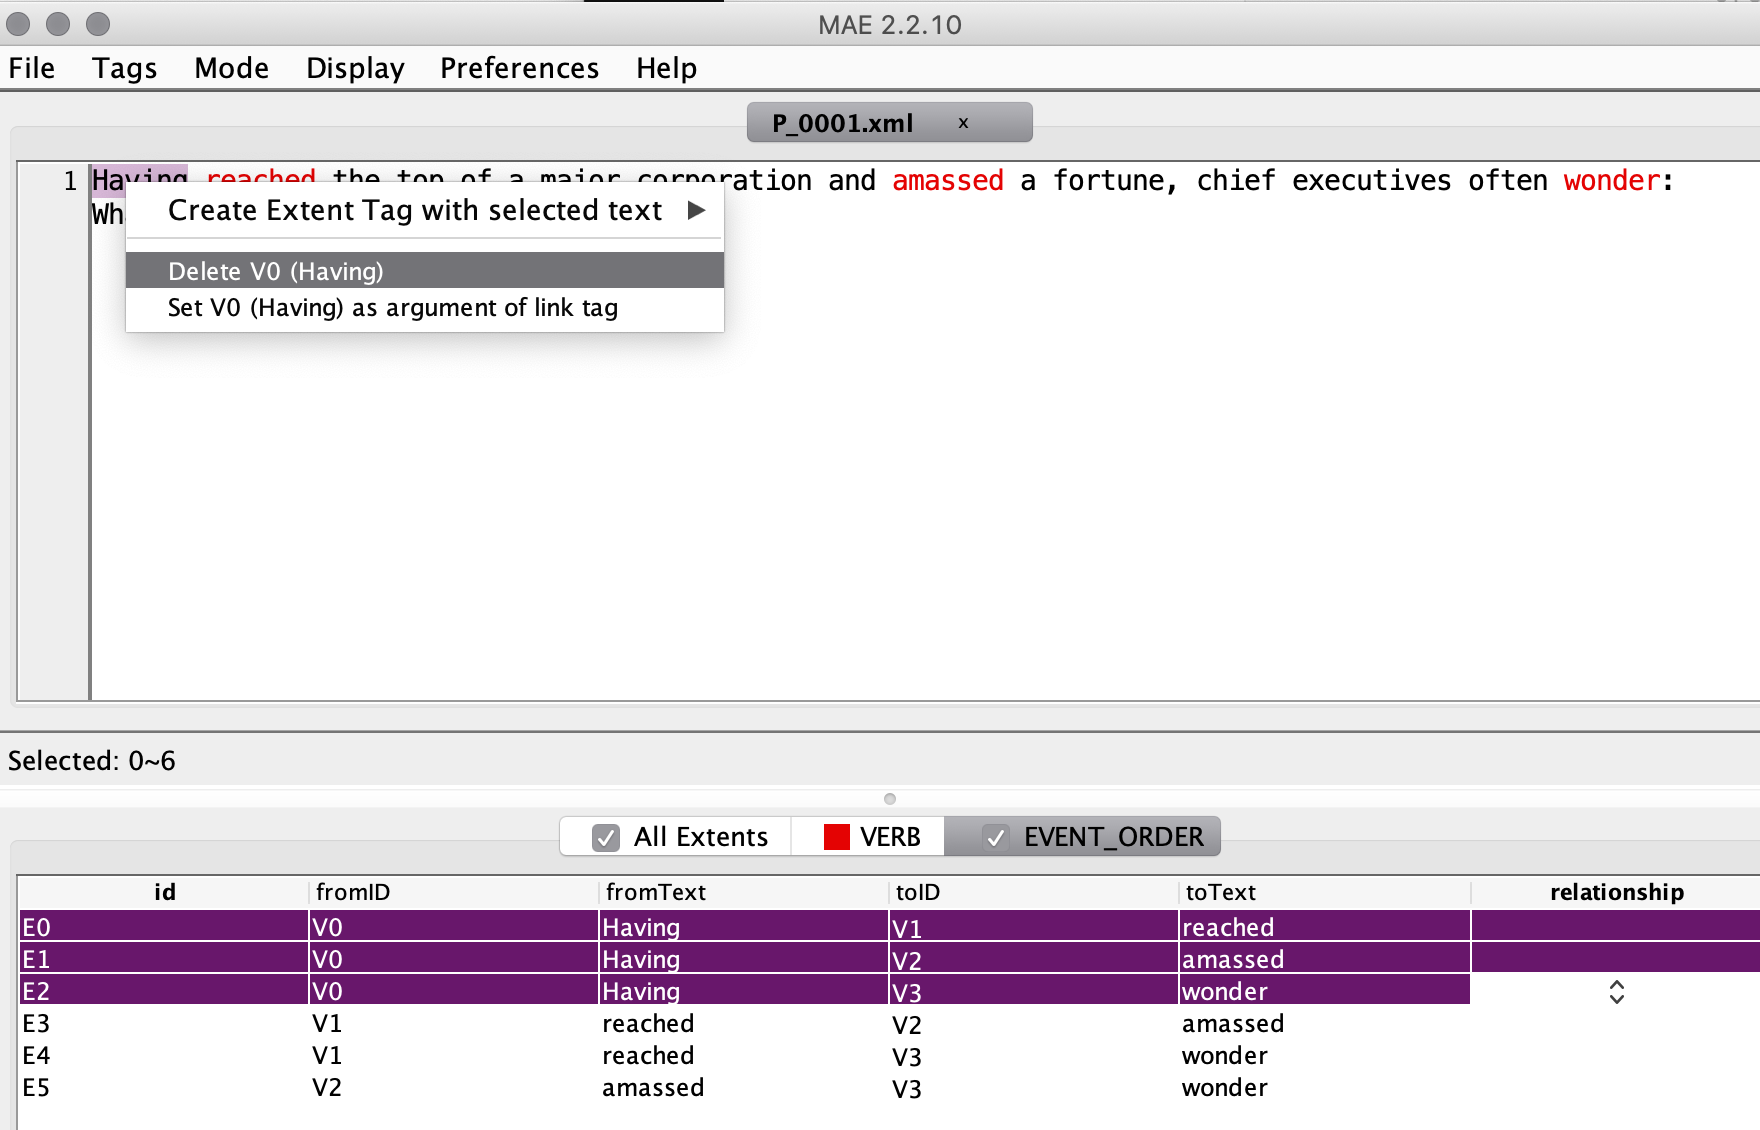 MAE 2.2.10
File Tags Mode Display Preferences Help
P_0001.xml x
1 Having reached the top of a major corporation and amassed a fortune, chief executives often wonder:
Wh
Create Extent Tag with selected text ▶
Delete V0 (Having)
Set V0 (Having) as argument of link tag
Selected: 0~6
All Extents VERB EVENT_ORDER
id fromID fromText toID toText relationship
E0 V0 Having V1 reached
E1 V0 Having V2 amassed
E2 V0 Having V3 wonder
E3 V1 reached V2 amassed
E4 V1 reached V3 wonder
E5 V2 amassed V3 wonder